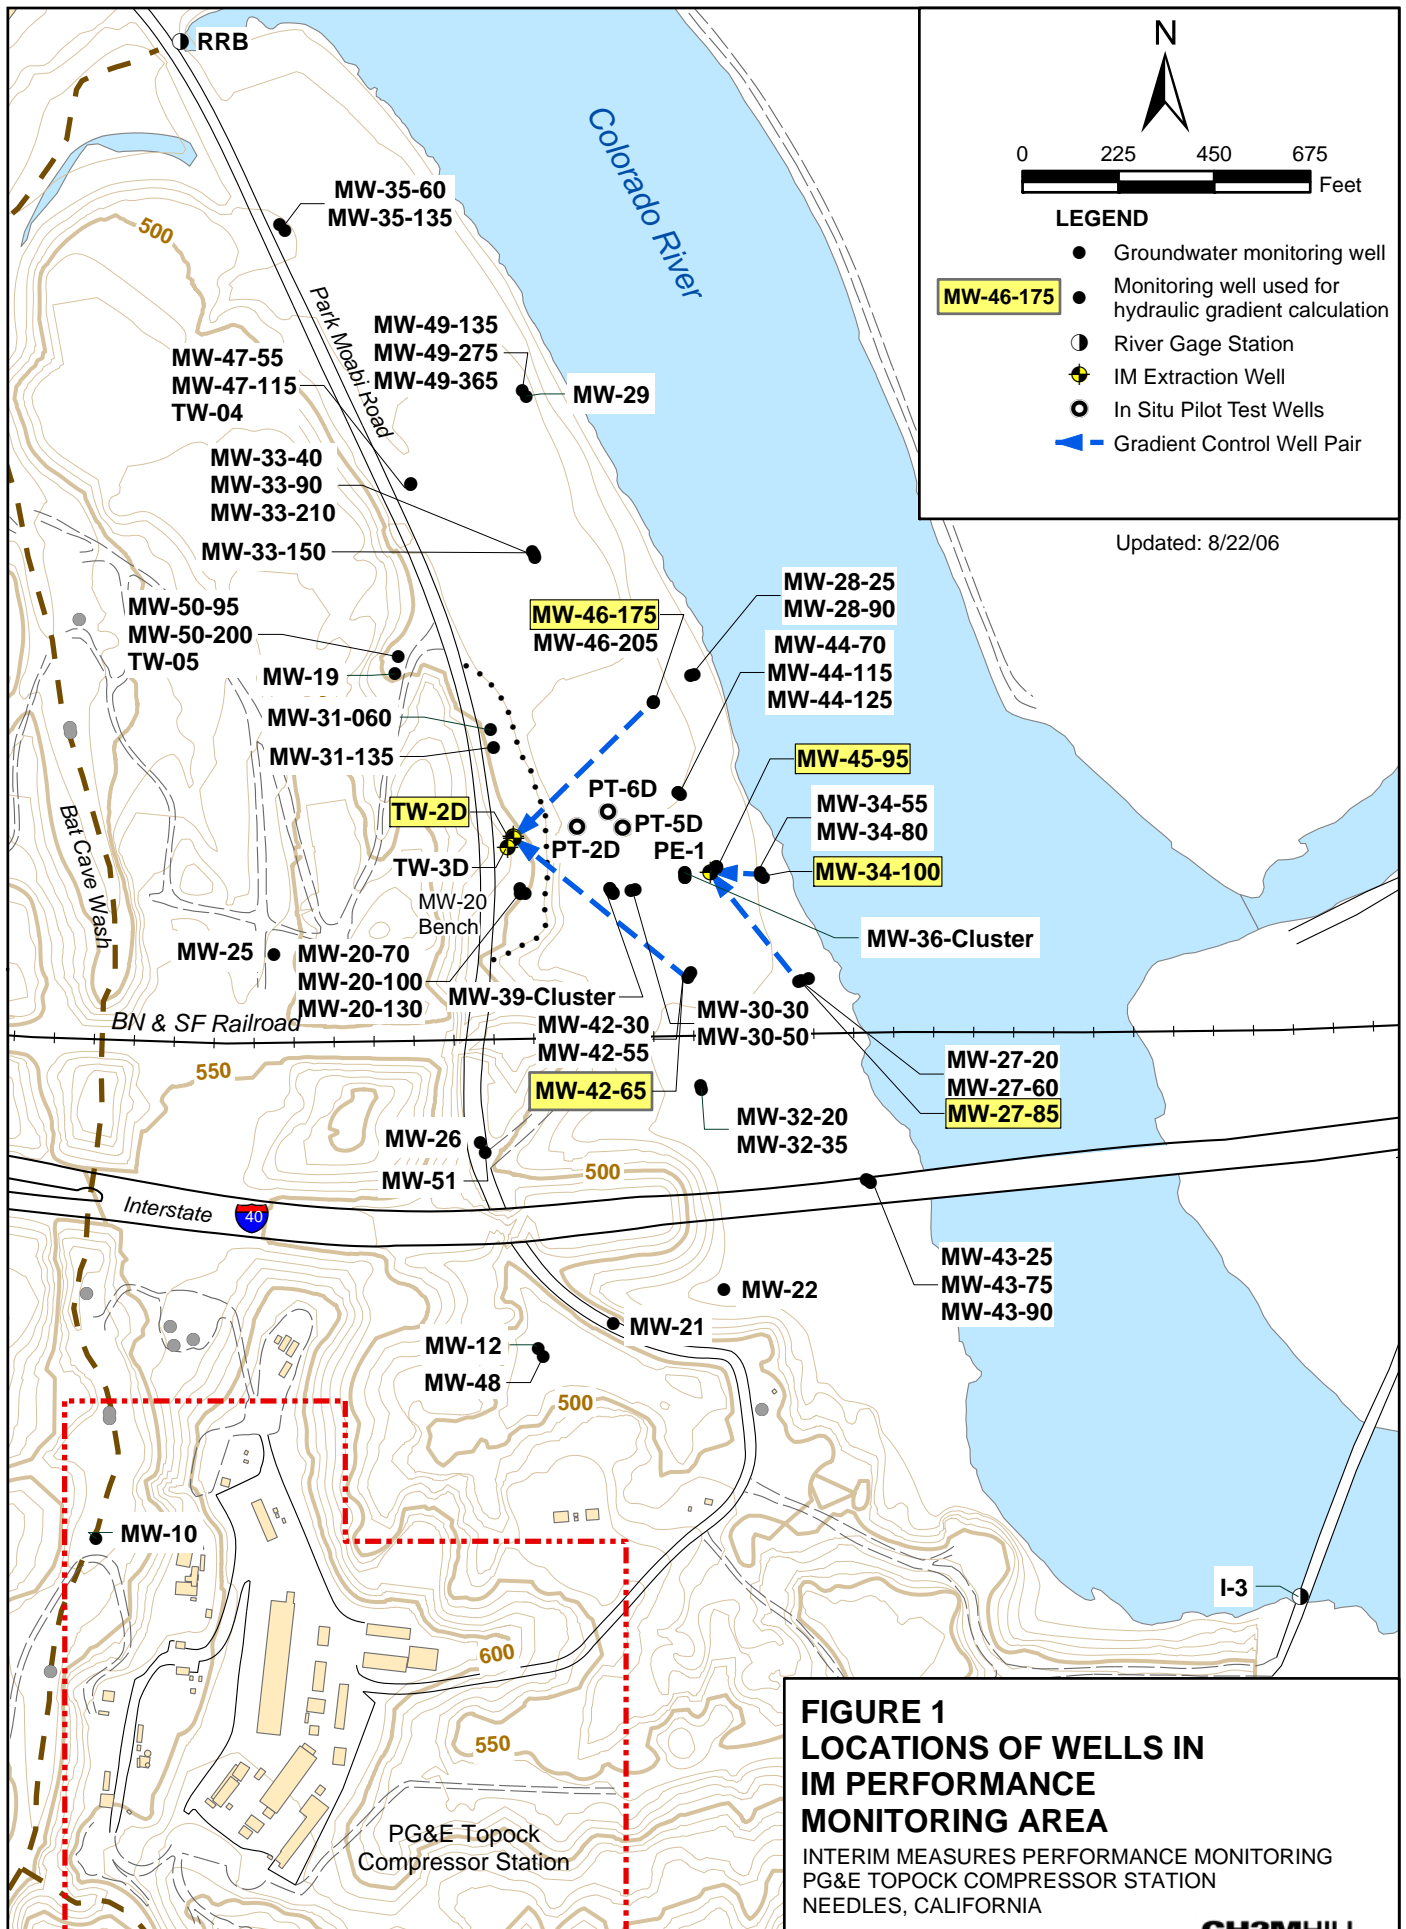 RRB
Colorado River
N
0 225 450 675
Feet
LEGEND
Groundwater monitoring well
MW-46-175
Monitoring well used for
hydraulic gradient calculation
River Gage Station
IM Extraction Well
In Situ Pilot Test Wells
Gradient Control Well Pair
Updated: 8/22/06
MW-35-60
MW-35-135
500
Park Moabi Road
MW-49-135
MW-49-275
MW-49-365
MW-29
MW-47-55
MW-47-115
TW-04
MW-33-40
MW-33-90
MW-33-210
MW-33-150
MW-28-25
MW-28-90
MW-46-175
MW-46-205
MW-44-70
MW-44-115
MW-44-125
MW-50-95
MW-50-200
TW-05
MW-19
MW-31-060
MW-31-135
MW-45-95
PT-6D
TW-2D
PT-5D
MW-34-55
MW-34-80
PT-2D
PE-1
TW-3D
MW-34-100
Bat Cave Wash
MW-20
Bench
MW-36-Cluster
MW-25
MW-20-70
MW-20-100
MW-20-130
MW-39-Cluster
MW-30-30
MW-30-50
BN & SF Railroad
MW-42-30
MW-42-55
MW-42-65
550
MW-27-20
MW-27-60
MW-27-85
MW-32-20
MW-32-35
MW-26
MW-51
500
Interstate
40
MW-43-25
MW-43-75
MW-43-90
MW-22
MW-21
MW-12
MW-48
500
MW-10
I-3
600
550
PG&E Topock
Compressor Station
FIGURE 1
LOCATIONS OF WELLS IN
IM PERFORMANCE
MONITORING AREA
INTERIM MEASURES PERFORMANCE MONITORING
PG&E TOPOCK COMPRESSOR STATION
NEEDLES, CALIFORNIA
CH2MHILL